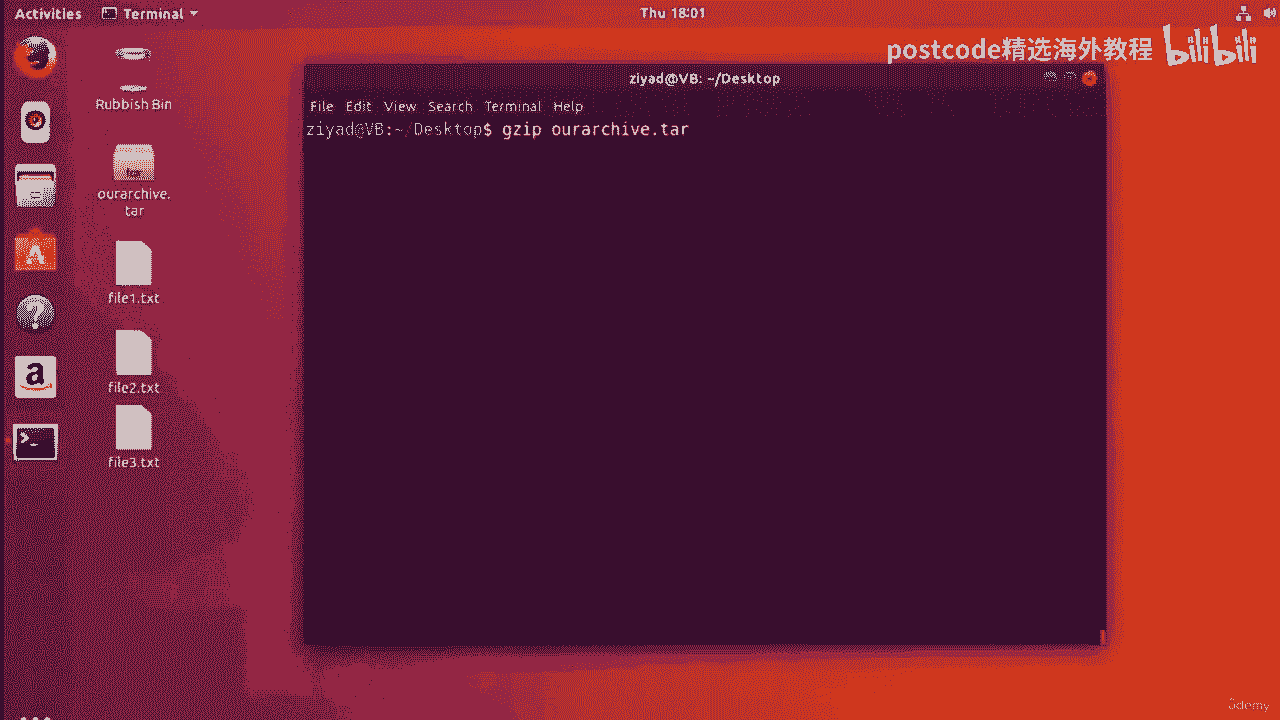 Activities Terminal Thu 18:01
postcode精选海外教程 bilibili
Rubbish Bin
ourarchive.
tar
file1.txt
file2.txt
file3.txt
ziyad@VB: ~/Desktop
File Edit View Search Terminal Help
ziyad@VB:~/Desktop$ gzip ourarchive.tar
ûdemy